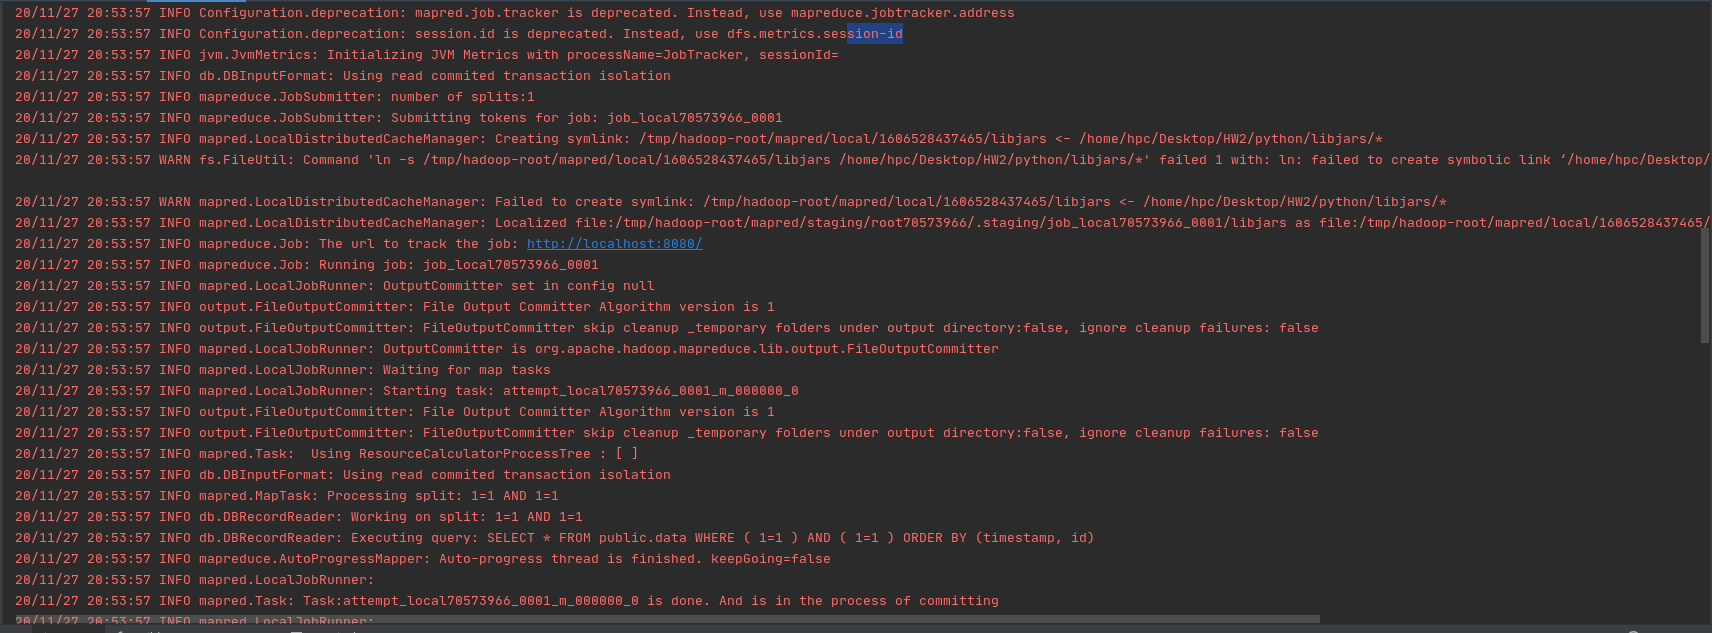 20/11/27 20:53:57 INFO Configuration.deprecation: mapred.job.tracker is deprecated. Instead, use mapreduce.jobtracker.address
20/11/27 20:53:57 INFO Configuration.deprecation: session.id is deprecated. Instead, use dfs.metrics.session-id
20/11/27 20:53:57 INFO jvm.JvmMetrics: Initializing JVM Metrics with processName=JobTracker, sessionId=
20/11/27 20:53:57 INFO db.DBInputFormat: Using read commited transaction isolation
20/11/27 20:53:57 INFO mapreduce.JobSubmitter: number of splits:1
20/11/27 20:53:57 INFO mapreduce.JobSubmitter: Submitting tokens for job: job_local70573966_0001
20/11/27 20:53:57 INFO mapred.LocalDistributedCacheManager: Creating symlink: /tmp/hadoop-root/mapred/local/1606528437465/libjars <- /home/hpc/Desktop/HW2/python/libjars/*
20/11/27 20:53:57 WARN fs.FileUtil: Command 'ln -s /tmp/hadoop-root/mapred/local/1606528437465/libjars /home/hpc/Desktop/HW2/python/libjars/*' failed 1 with: ln: failed to create symbolic link ‘/home/hpc/Desktop/
20/11/27 20:53:57 WARN mapred.LocalDistributedCacheManager: Failed to create symlink: /tmp/hadoop-root/mapred/local/1606528437465/libjars <- /home/hpc/Desktop/HW2/python/libjars/*
20/11/27 20:53:57 INFO mapred.LocalDistributedCacheManager: Localized file:/tmp/hadoop-root/mapred/staging/root70573966/.staging/job_local70573966_0001/libjars as file:/tmp/hadoop-root/mapred/local/1606528437465/
20/11/27 20:53:57 INFO mapreduce.Job: The url to track the job: http://localhost:8080/
20/11/27 20:53:57 INFO mapreduce.Job: Running job: job_local70573966_0001
20/11/27 20:53:57 INFO mapred.LocalJobRunner: OutputCommitter set in config null
20/11/27 20:53:57 INFO output.FileOutputCommitter: File Output Committer Algorithm version is 1
20/11/27 20:53:57 INFO output.FileOutputCommitter: FileOutputCommitter skip cleanup _temporary folders under output directory:false, ignore cleanup failures: false
20/11/27 20:53:57 INFO mapred.LocalJobRunner: OutputCommitter is org.apache.hadoop.mapreduce.lib.output.FileOutputCommitter
20/11/27 20:53:57 INFO mapred.LocalJobRunner: Waiting for map tasks
20/11/27 20:53:57 INFO mapred.LocalJobRunner: Starting task: attempt_local70573966_0001_m_000000_0
20/11/27 20:53:57 INFO output.FileOutputCommitter: File Output Committer Algorithm version is 1
20/11/27 20:53:57 INFO output.FileOutputCommitter: FileOutputCommitter skip cleanup _temporary folders under output directory:false, ignore cleanup failures: false
20/11/27 20:53:57 INFO mapred.Task:  Using ResourceCalculatorProcessTree : [ ]
20/11/27 20:53:57 INFO db.DBInputFormat: Using read commited transaction isolation
20/11/27 20:53:57 INFO mapred.MapTask: Processing split: 1=1 AND 1=1
20/11/27 20:53:57 INFO db.DBRecordReader: Working on split: 1=1 AND 1=1
20/11/27 20:53:57 INFO db.DBRecordReader: Executing query: SELECT * FROM public.data WHERE ( 1=1 ) AND ( 1=1 ) ORDER BY (timestamp, id)
20/11/27 20:53:57 INFO mapreduce.AutoProgressMapper: Auto-progress thread is finished. keepGoing=false
20/11/27 20:53:57 INFO mapred.LocalJobRunner:
20/11/27 20:53:57 INFO mapred.Task: Task:attempt_local70573966_0001_m_000000_0 is done. And is in the process of committing
20/11/27 20:53:57 INFO mapred.LocalJobRunner: